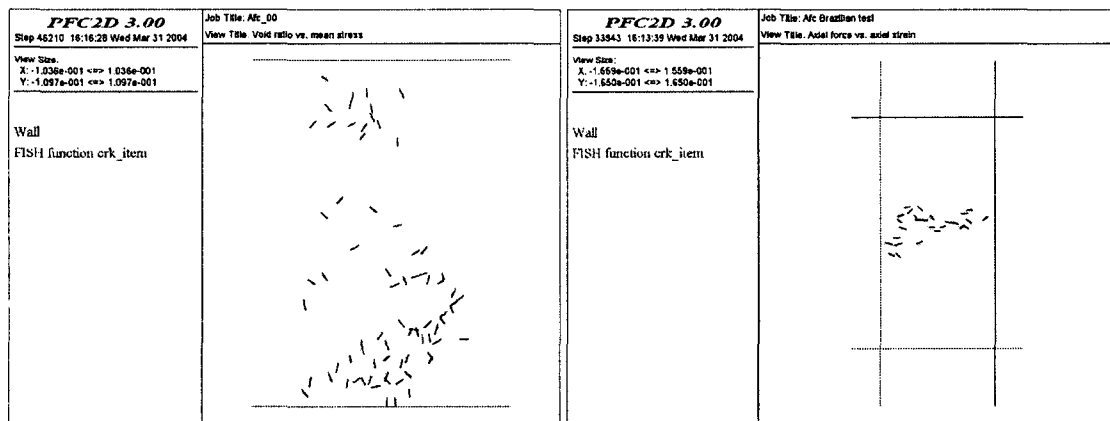 PFC2D 3.00
Step 46210 16:16:28 Wed Mar 31 2004
View Size:
X: -1.036e-001 <=> 1.036e-001
Y: -1.097e-001 <=> 1.097e-001
Wall
FISH function crk_item
Job Title: Afc_00
View Title: Void ratio vs. mean stress
PFC2D 3.00
Step 33943 16:13:39 Wed Mar 31 2004
View Size:
X: -1.559e-001 <=> 1.559e-001
Y: -1.650e-001 <=> 1.650e-001
Wall
FISH function crk_item
Job Title: Afc Brazilian test
View Title: Axial force vs. axial strain